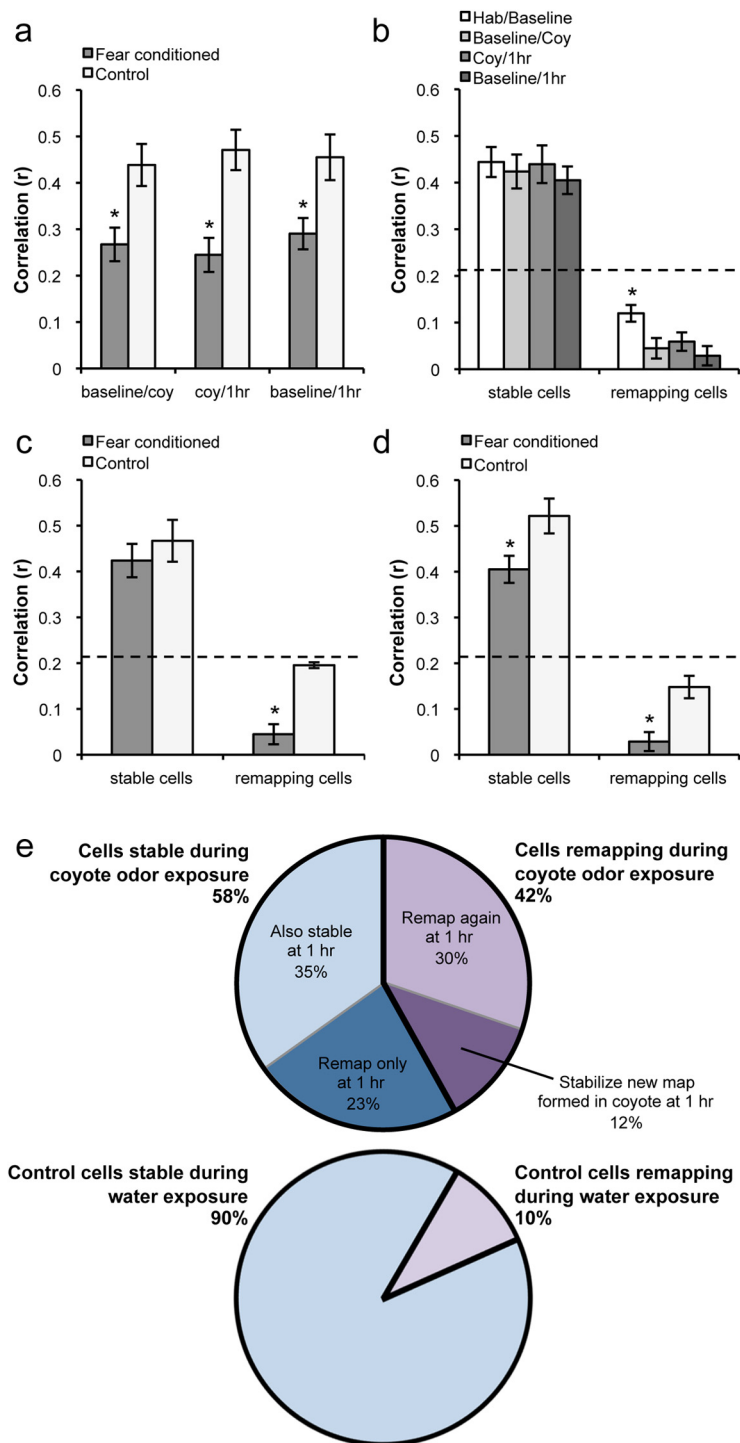 a
Fear conditioned
Control
0.6
0.5
0.4
0.3
0.2
0.1
0
Correlation (r)
*
*
*
baseline/coy
coy/1hr
baseline/1hr
b
Hab/Baseline
Baseline/Coy
Coy/1hr
Baseline/1hr
0.6
0.5
0.4
0.3
0.2
0.1
0
Correlation (r)
*
stable cells
remapping cells
c
Fear conditioned
Control
0.6
0.5
0.4
0.3
0.2
0.1
0
Correlation (r)
*
stable cells
remapping cells
d
Fear conditioned
Control
0.6
0.5
0.4
0.3
0.2
0.1
0
Correlation (r)
*
*
stable cells
remapping cells
e
Cells stable during
coyote odor exposure
58%
Cells remapping during
coyote odor exposure
42%
Also stable
at 1 hr
35%
Remap again
at 1 hr
30%
Remap only
at 1 hr
23%
Stabilize new map
formed in coyote at 1 hr
12%
Control cells stable during
water exposure
90%
Control cells remapping
during water exposure
10%